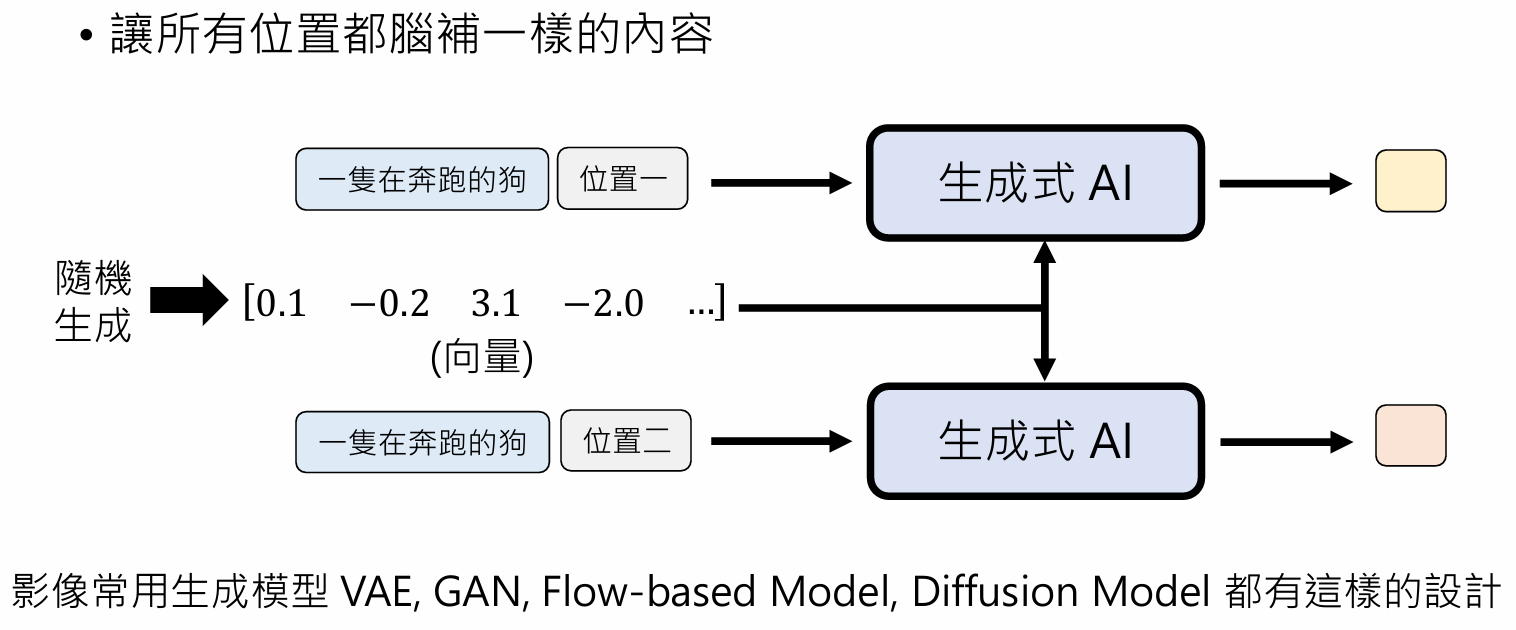 • 讓所有位置都腦補一樣的內容
一隻在奔跑的狗 位置一 生成式 AI
隨機
生成
[0.1 −0.2 3.1 −2.0 …]
(向量)
一隻在奔跑的狗 位置二 生成式 AI
影像常用生成模型 VAE, GAN, Flow-based Model, Diffusion Model 都有這樣的設計